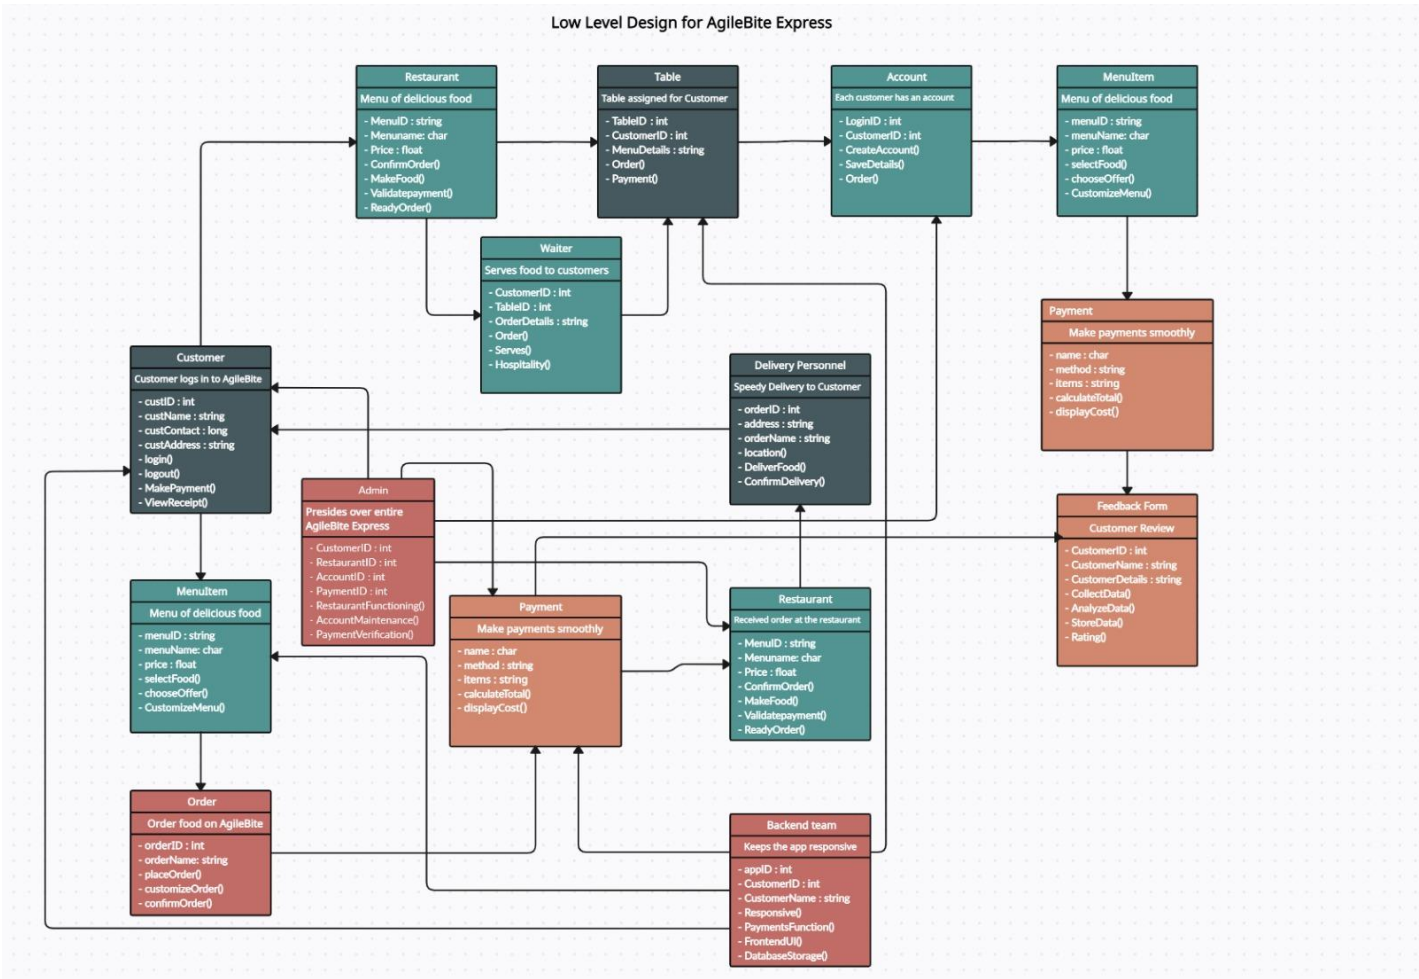 Low Level Design for AgileBite Express
Restaurant
Menu of delicious food
- MenuID : string
- Menuname: char
- Price : float
- ConfirmOrder()
- MakeFood()
- Validatepayment()
- ReadyOrder()
Table
Table assigned for Customer
- TableID : int
- CustomerID : int
- MenuDetails : string
- Order()
- Payment()
Account
Each customer has an account
- LoginID : int
- CustomerID : int
- CreateAccount()
- SaveDetails()
- Order()
MenuItem
Menu of delicious food
- menuID : string
- menuName: char
- price : float
- selectFood()
- chooseOffer()
- CustomizeMenu()
Waiter
Serves food to customers
- CustomerID : int
- TableID : int
- OrderDetails : string
- Order()
- Serves()
- Hospitality()
Payment
Make payments smoothly
- name : char
- method : string
- items : string
- calculateTotal()
- displayCost()
Customer
Customer logs in to AgileBite
- custID : int
- custName : string
- custContact : long
- custAddress : string
- login()
- logout()
- MakePayment()
- ViewReceipt()
Delivery Personnel
Speedy Delivery to Customer
- orderID : int
- address : string
- orderName : string
- location()
- DeliverFood()
- ConfirmDelivery()
Admin
Presides over entire
AgileBite Express
- CustomerID : int
- RestaurantID : int
- AccountID : int
- PaymentID : int
- RestaurantFunctioning()
- AccountMaintenance()
- PaymentVerification()
Feedback Form
Customer Review
- CustomerID : int
- CustomerName : string
- CustomerDetails : string
- CollectData()
- AnalyzeData()
- StoreData()
- Rating()
MenuItem
Menu of delicious food
- menuID : string
- menuName: char
- price : float
- selectFood()
- chooseOffer()
- CustomizeMenu()
Payment
Make payments smoothly
- name : char
- method : string
- items : string
- calculateTotal()
- displayCost()
Restaurant
Received order at the restaurant
- MenuID : string
- Menuname: char
- Price : float
- ConfirmOrder()
- MakeFood()
- Validatepayment()
- ReadyOrder()
Order
Order food on AgileBite
- orderID : int
- orderName: string
- placeOrder()
- customizeOrder()
- confirmOrder()
Backend team
Keeps the app responsive
- appID : int
- CustomerID : int
- CustomerName : string
- Responsive()
- PaymentsFunction()
- FrontendUI()
- DatabaseStorage()